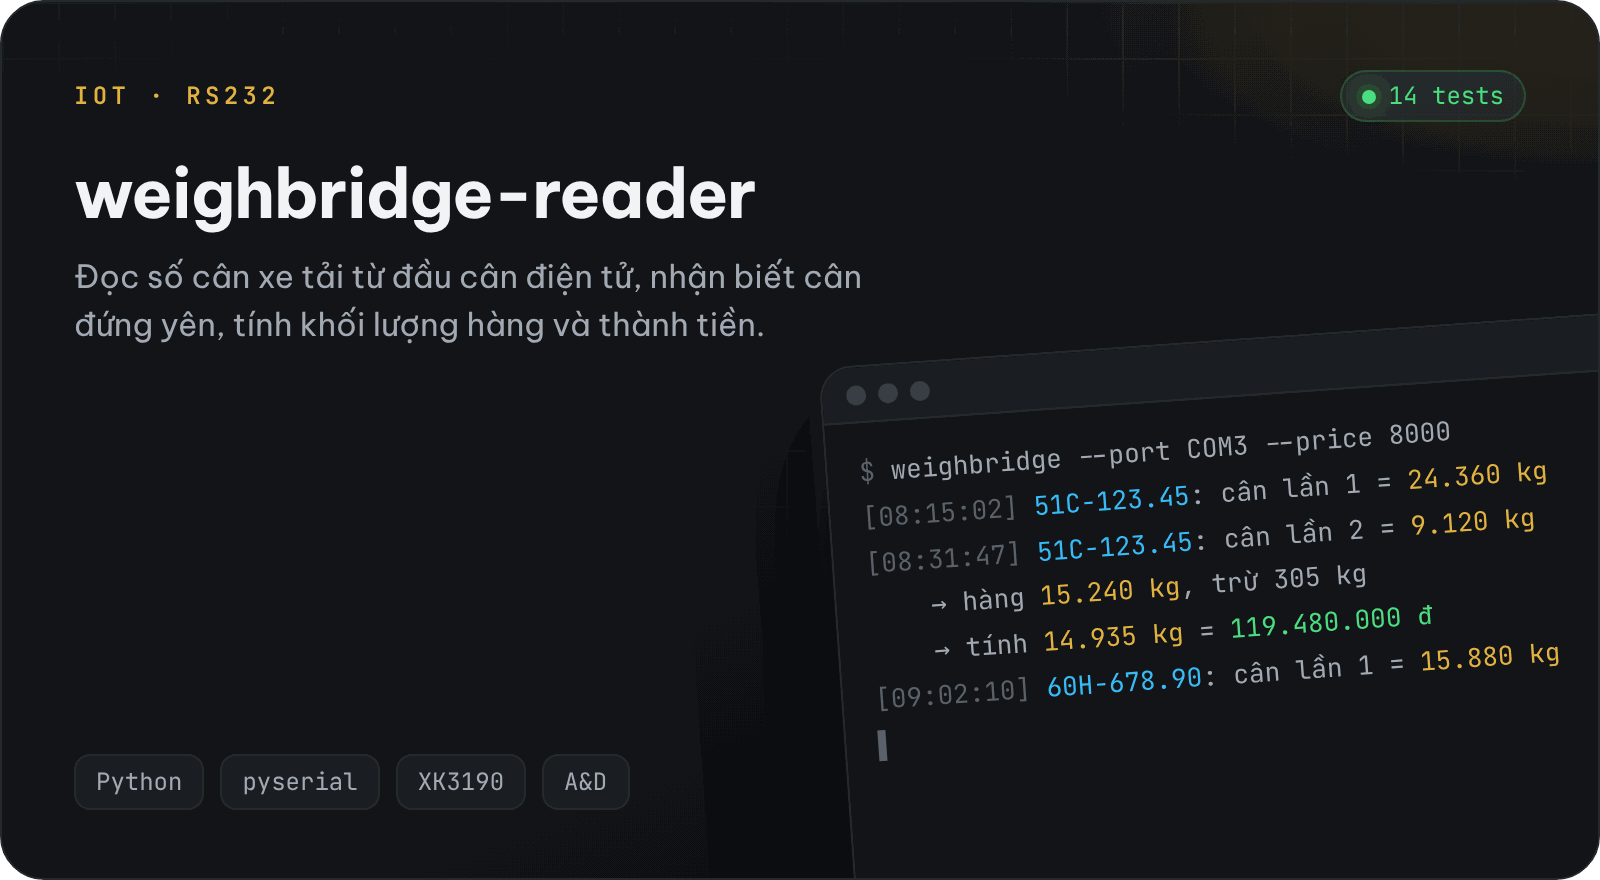 IOT · RS232
14 tests
weighbridge-reader
Đọc số cân xe tải từ đầu cân điện tử, nhận biết cân
đứng yên, tính khối lượng hàng và thành tiền.
$ weighbridge --port COM3 --price 8000
[08:15:02] 51C-123.45: cân lần 1 = 24.360 kg
[08:31:47] 51C-123.45: cân lần 2 = 9.120 kg
→ hàng 15.240 kg, trừ 305 kg
→ tính 14.935 kg = 119.480.000 đ
[09:02:10] 60H-678.90: cân lần 1 = 15.880 kg
Python pyserial XK3190 A&D